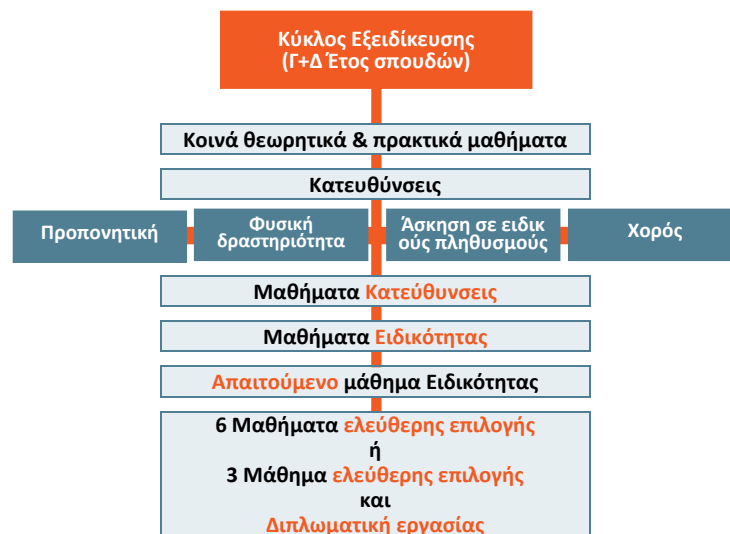 Κύκλος Εξειδίκευσης
(Γ+Δ Έτος σπουδών)
Κοινά θεωρητικά & πρακτικά μαθήματα
Κατευθύνσεις
Προπονητική
Φυσική
δραστηριότητα
Άσκηση σε ειδικ
ούς πληθυσμούς
Χορός
Μαθήματα Κατεύθυνσεις
Μαθήματα Ειδικότητας
Απαιτούμενο μάθημα Ειδικότητας
6 Μαθήματα ελεύθερης επιλογής
ή
3 Μάθημα ελεύθερης επιλογής
και
Διπλωματική εργασίας